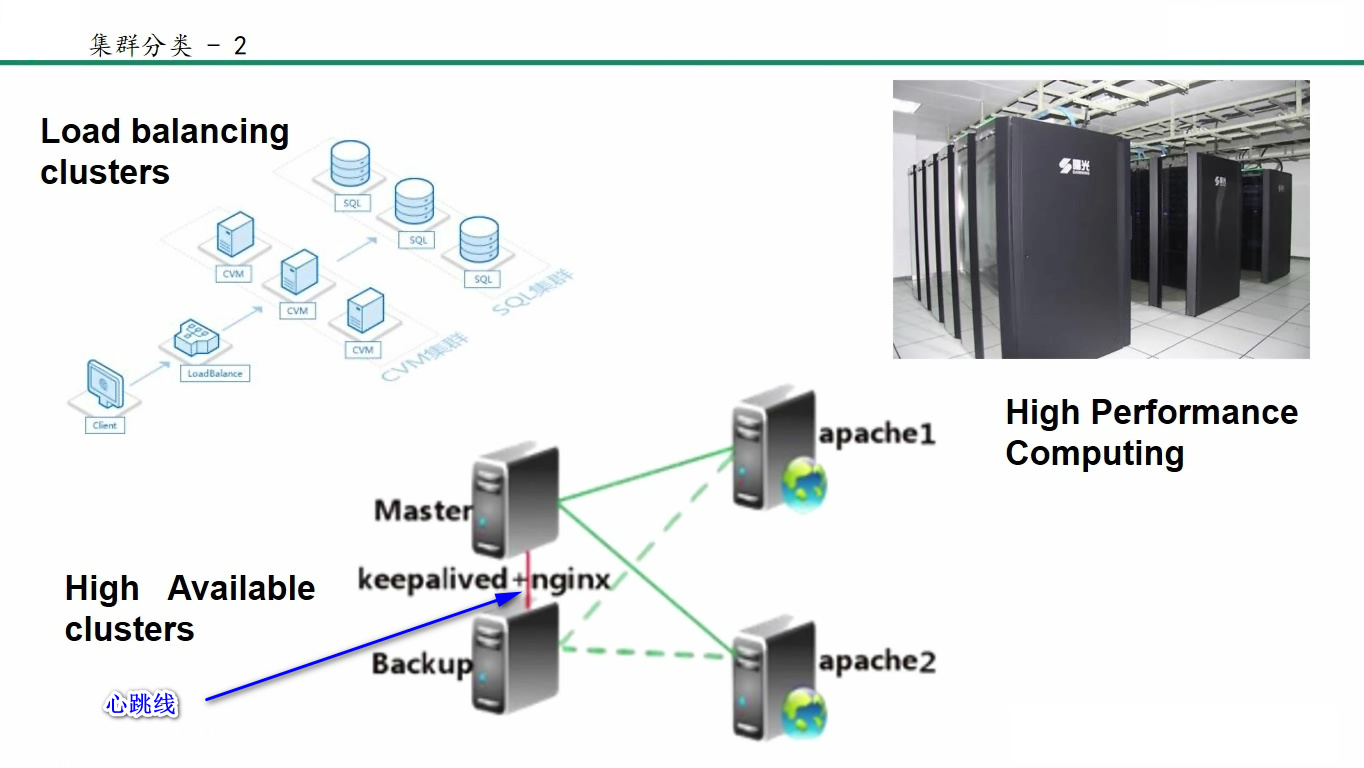 集群分类 - 2
Load balancing
clusters
SQL
SQL
SQL
SQL集群
CVM
CVM
CVM
CVM集群
LoadBalance
Client
曙光
High Performance
Computing
apache1
Master
keepalived+nginx
High Available
clusters
Backup
apache2
心跳线